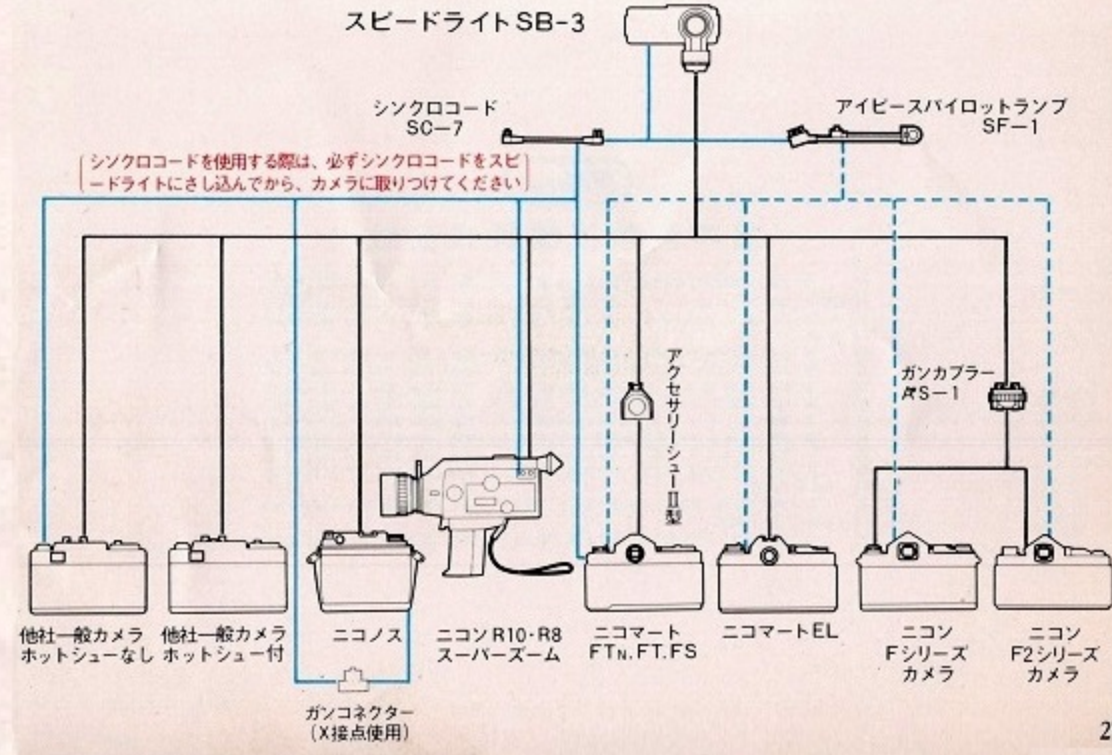 スピードライトSB-3
シンクロコード
SC-7
アイピースパイロットランプ
SF-1
シンクロコードを使用する際は、必ずシンクロコードをスピ
ードライトにさし込んでから、カメラに取りつけてください
アクセサリーシューⅡ型
ガンカプラー
AS-1
他社一般カメラ
ホットシューなし
他社一般カメラ
ホットシュー付
ニコノス
ニコンR10・R8
スーパーズーム
ニコマート
FTN.FT.FS
ニコマートEL
ニコン
Fシリーズ
カメラ
ニコン
F2シリーズ
カメラ
ガンコネクター
(X接点使用)
2